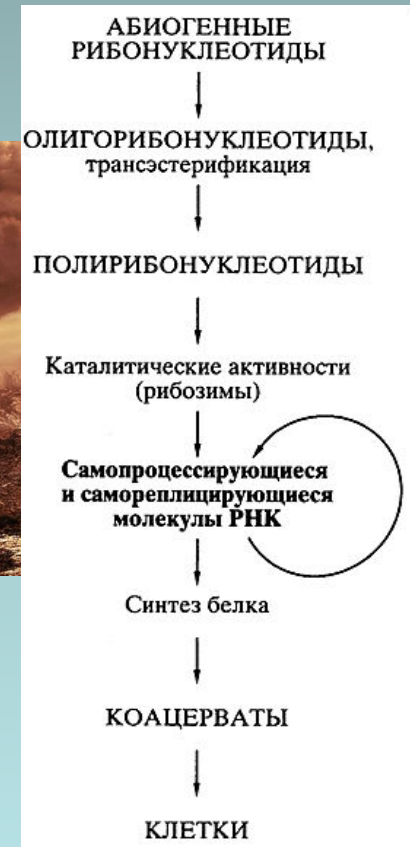 АБИОГЕННЫЕ
РИБОНУКЛЕОТИДЫ
ОЛИГОРИБОНУКЛЕОТИДЫ,
трансэстерификация
ПОЛИРИБОНУКЛЕОТИДЫ
Каталитические активности
(рибозимы)
Самопроцессирующиеся
и самореплицирующиеся
молекулы РНК
Синтез белка
КОАЦЕРВАТЫ
КЛЕТКИ